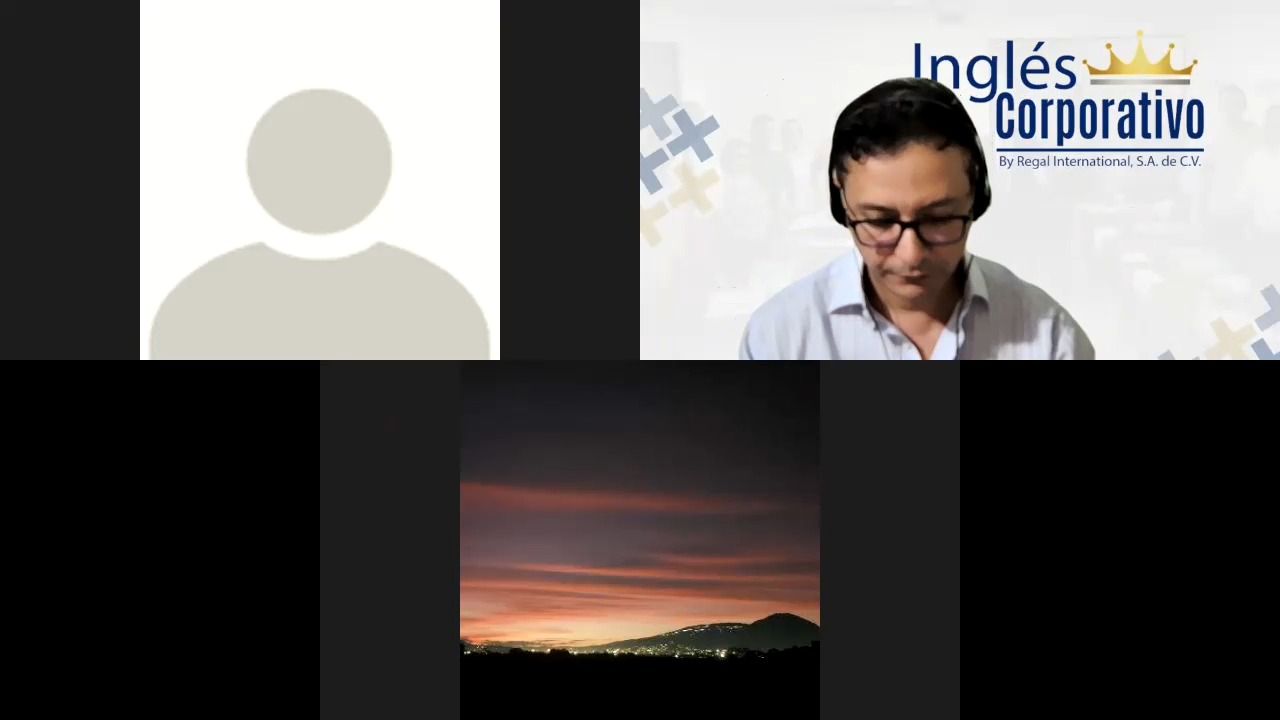 Inglés
Corporativo
By Regal International, S.A. de C.V.